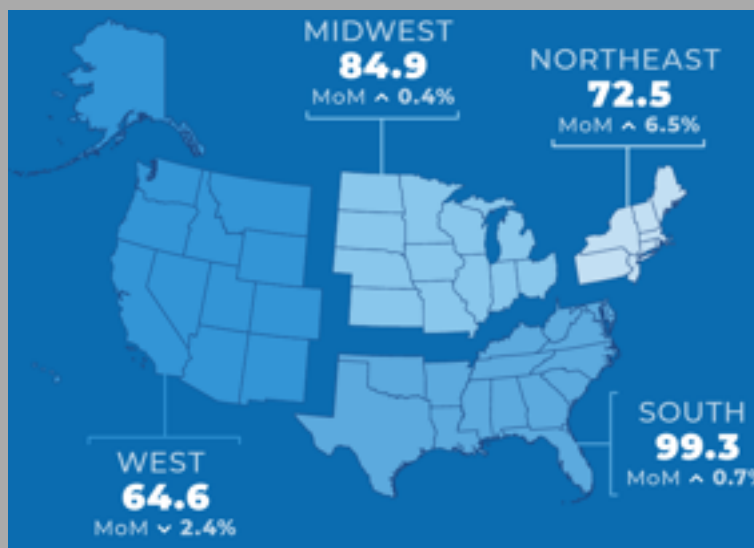 MIDWEST
84.9
MoM ^ 0.4%
NORTHEAST
72.5
MoM ^ 6.5%
SOUTH
99.3
MoM ^ 0.7%
WEST
64.6
MoM ˅ 2.4%